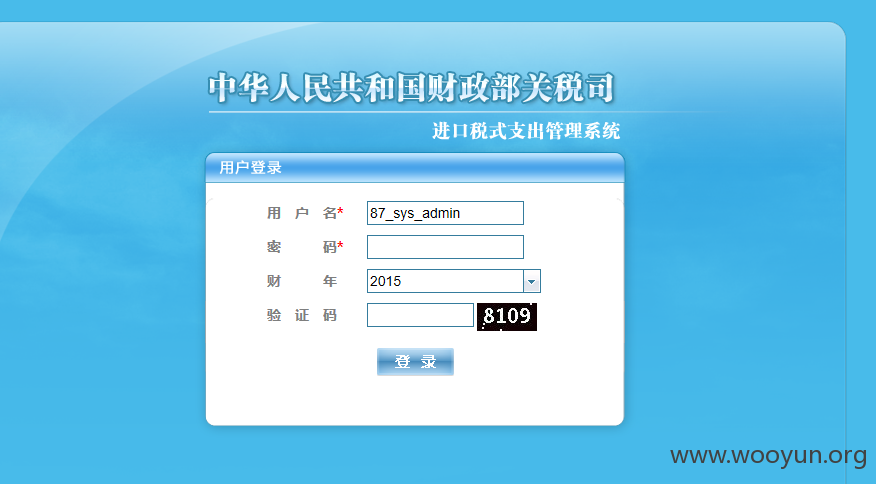 中华人民共和国财政部关税司
进口税式支出管理系统
用户登录
用 户 名* 87_sys_admin
密 码*
财 年 2015
验 证 码 8109
登 录
www.wooyun.org